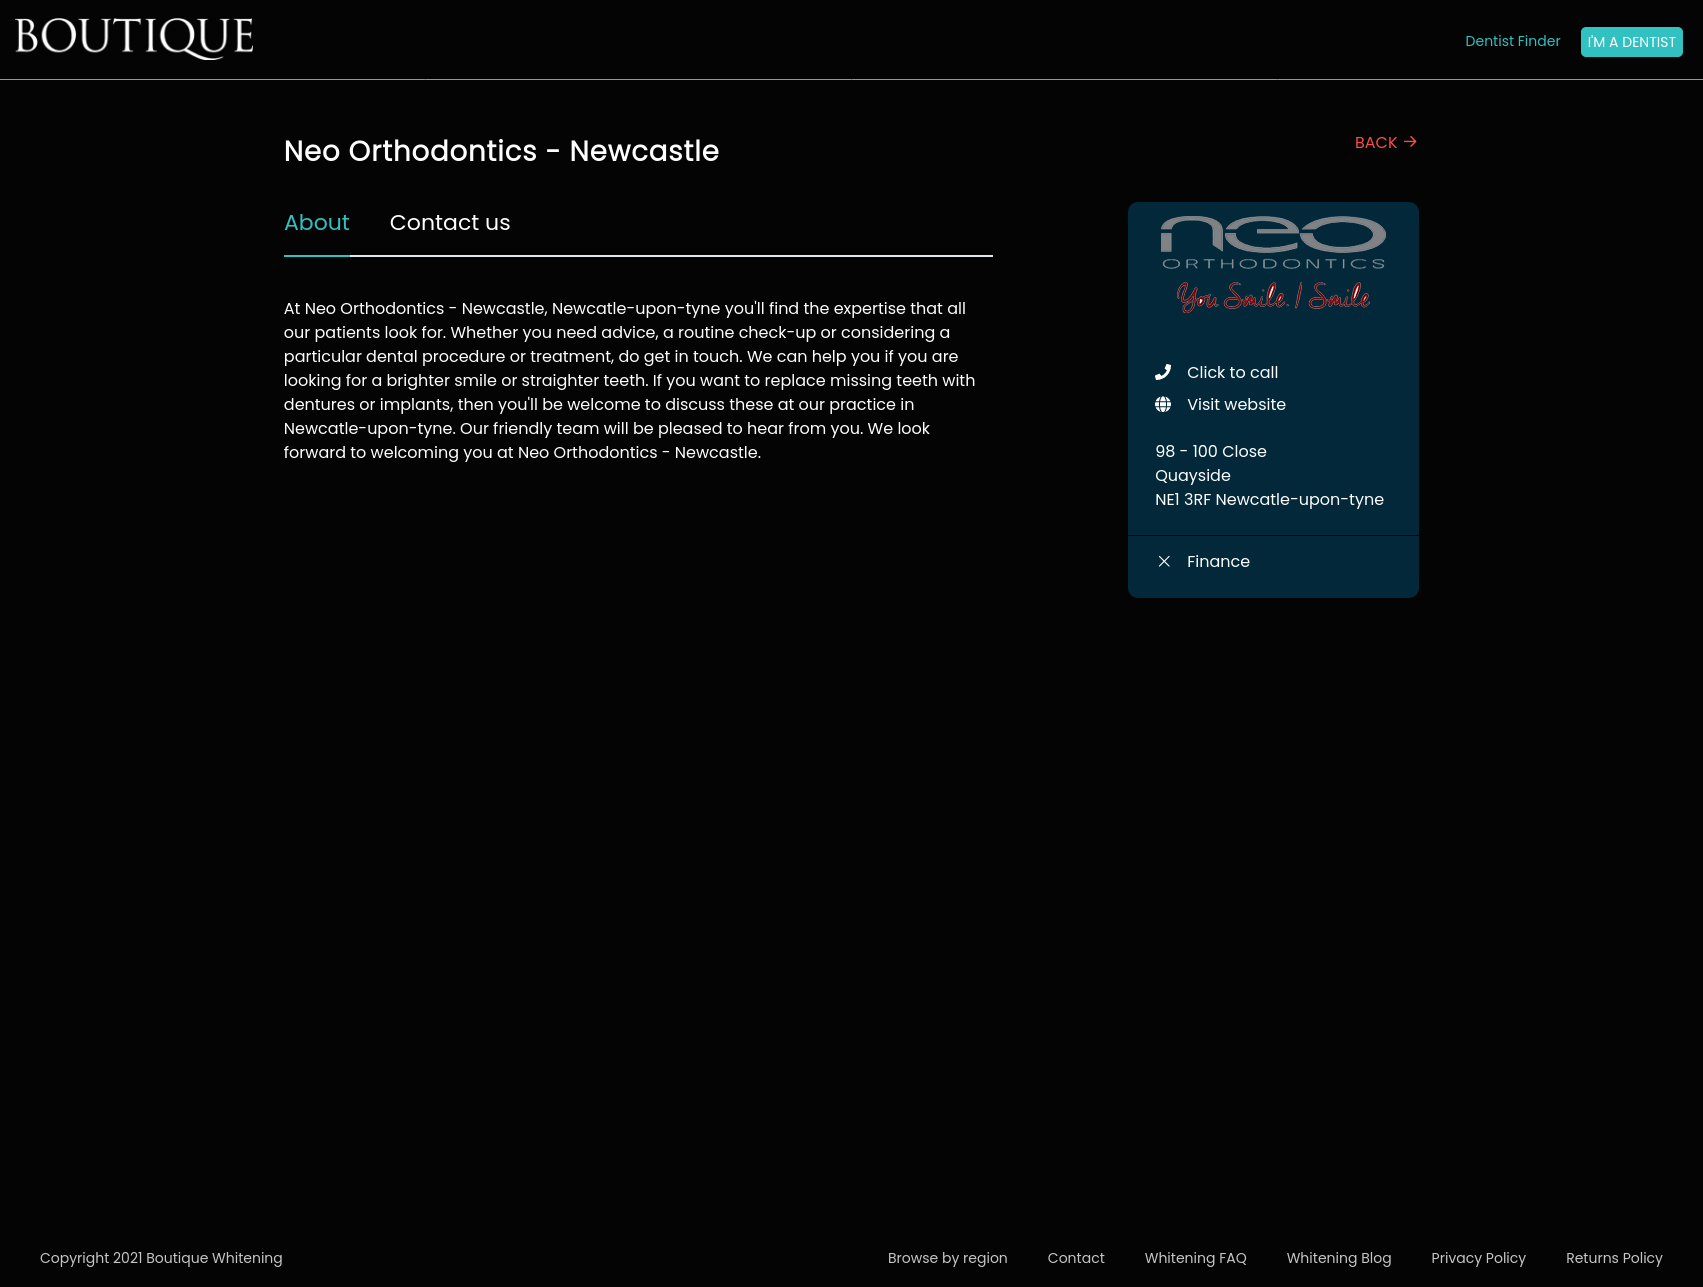 BOUTIQUE
Dentist Finder
I'M A DENTIST
Neo Orthodontics - Newcastle
BACK →
About
Contact us
At Neo Orthodontics - Newcastle, Newcatle-upon-tyne you'll find the expertise that all
our patients look for. Whether you need advice, a routine check-up or considering a
particular dental procedure or treatment, do get in touch. We can help you if you are
looking for a brighter smile or straighter teeth. If you want to replace missing teeth with
dentures or implants, then you'll be welcome to discuss these at our practice in
Newcatle-upon-tyne. Our friendly team will be pleased to hear from you. We look
forward to welcoming you at Neo Orthodontics - Newcastle.
neo
ORTHODONTICS
You Smile. I Smile
Click to call
Visit website
98 - 100 Close
Quayside
NE1 3RF Newcatle-upon-tyne
Finance
Copyright 2021 Boutique Whitening
Browse by region
Contact
Whitening FAQ
Whitening Blog
Privacy Policy
Returns Policy